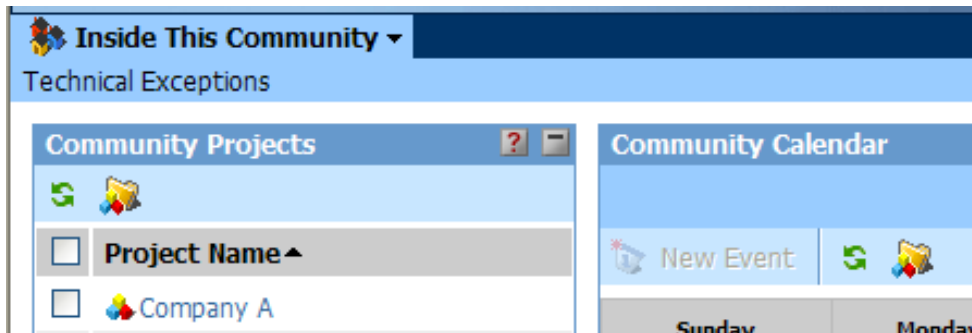 Inside This Community
Technical Exceptions
Community Projects
Project Name
Company A
Community Calendar
New Event
Sunday